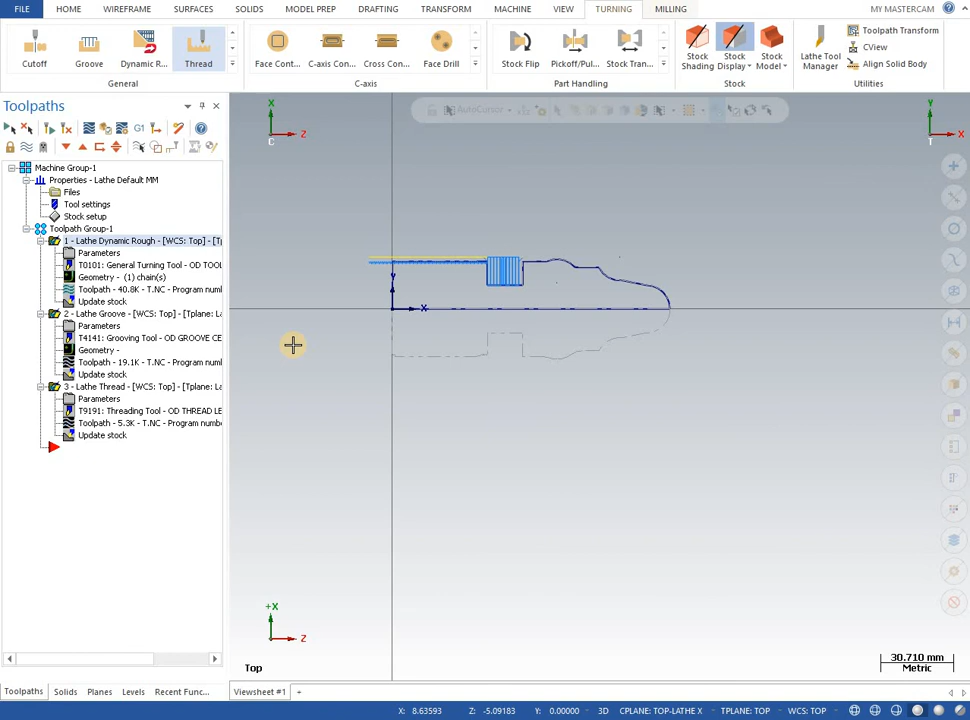 FILE HOME WIREFRAME SURFACES SOLIDS MODEL PREP DRAFTING TRANSFORM MACHINE VIEW TURNING MILLING MY MASTERCAM
Cutoff Groove Dynamic R... Thread Face Cont... C-axis Con... Cross Con... Face Drill Stock Flip Pickoff/Pul... Stock Tran... Stock Shading Stock Display Stock Model Lathe Tool Manager
Toolpath Transform
CView
Align Solid Body
General C-axis Part Handling Stock Utilities
Toolpaths
AutoCursor
X
Z
C
Y
X
T
Machine Group-1
Properties - Lathe Default MM
Files
Tool settings
Stock setup
Toolpath Group-1
1 - Lathe Dynamic Rough - [WCS: Top] - [Tp
Parameters
T0101: General Turning Tool - OD TOOL
Geometry - (1) chain(s)
Toolpath - 40.8K - T.NC - Program numb
Update stock
2 - Lathe Groove - [WCS: Top] - [Tplane: La
Parameters
T4141: Grooving Tool - OD GROOVE CE
Geometry -
Toolpath - 19.1K - T.NC - Program numb
Update stock
3 - Lathe Thread - [WCS: Top] - [Tplane: La
Parameters
T9191: Threading Tool - OD THREAD LE
Toolpath - 5.3K - T.NC - Program numbe
Update stock
G1
Y
X
+X
Z
Top
30.710 mm
Metric
Toolpaths Solids Planes Levels Recent Func...
Viewsheet #1 +
X: 8.63593 Z: -5.09183 Y: 0.00000 3D CPLANE: TOP-LATHE X TPLANE: TOP WCS: TOP